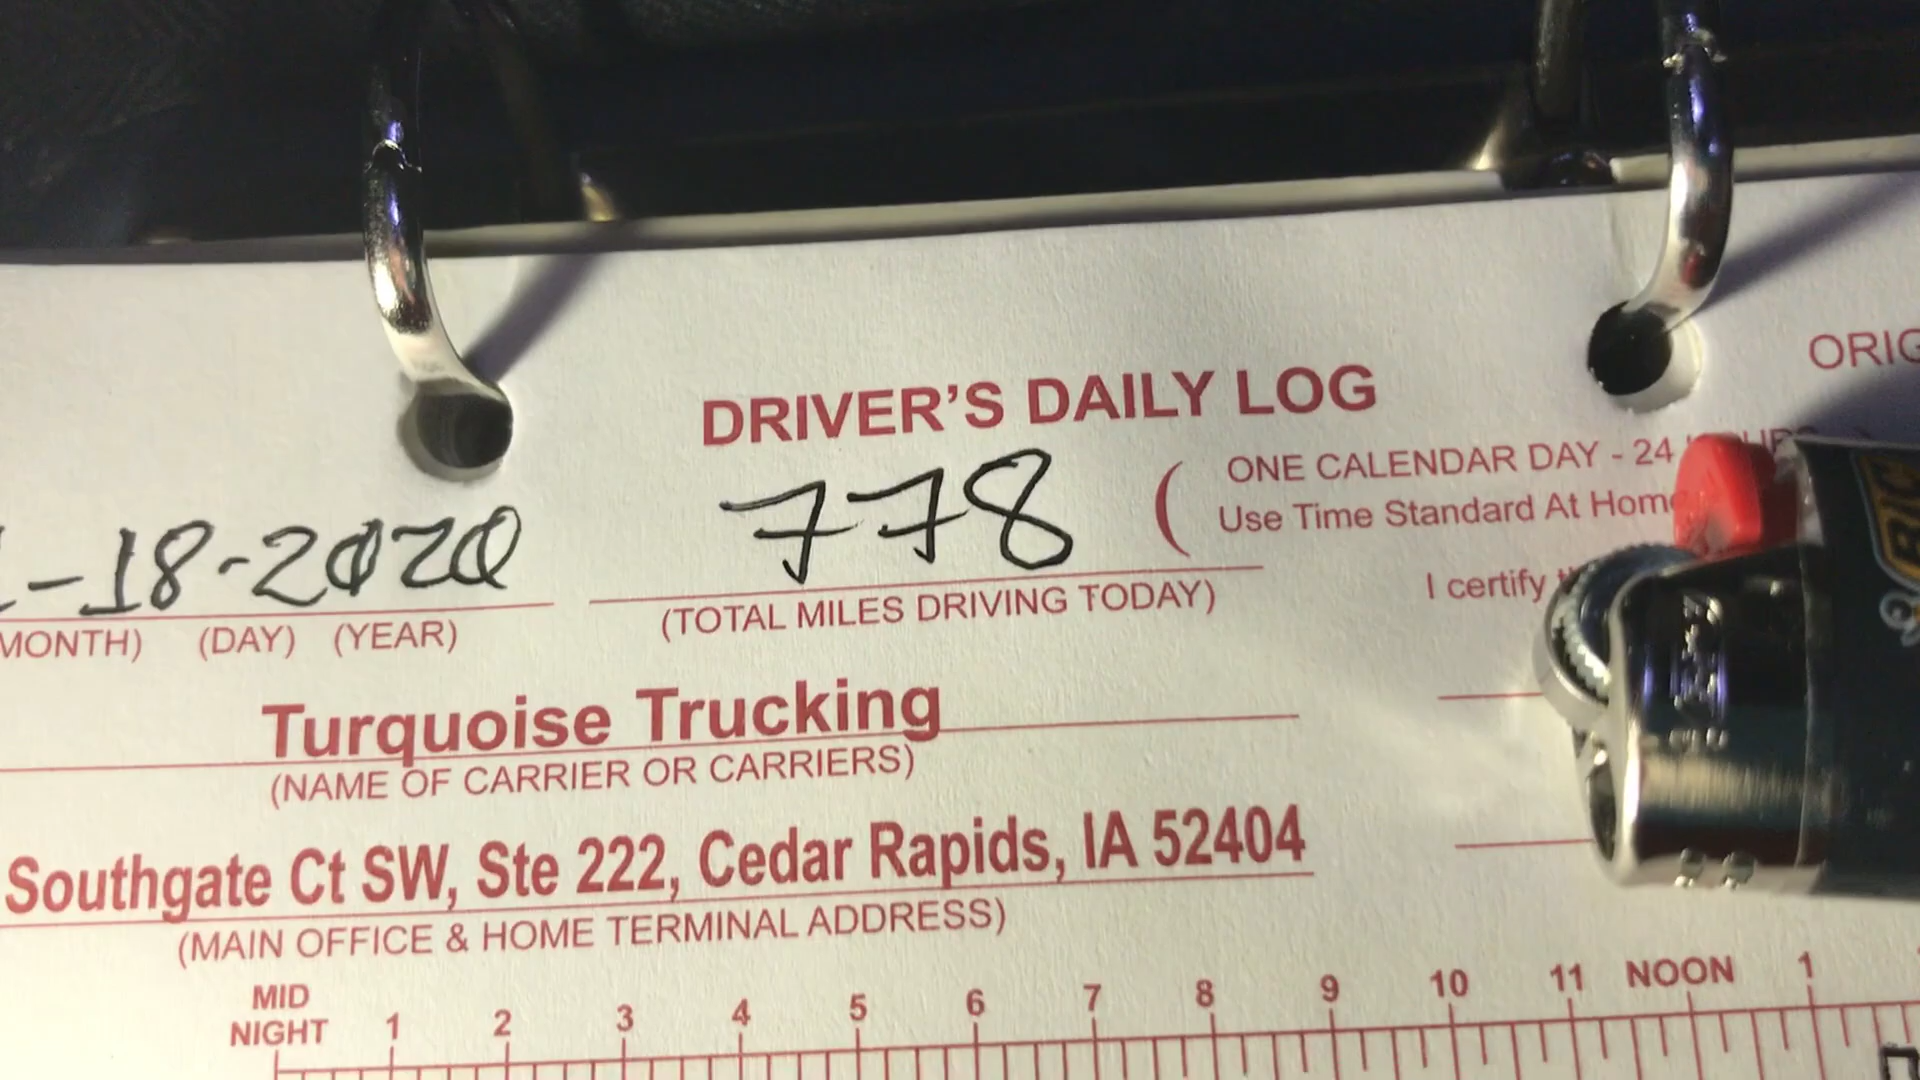 ORIG
DRIVER'S DAILY LOG
778
ONE CALENDAR DAY - 24
Use Time Standard At Home
-18-2020
(TOTAL MILES DRIVING TODAY)
I certify
MONTH) (DAY) (YEAR)
Turquoise Trucking
(NAME OF CARRIER OR CARRIERS)
Southgate Ct SW, Ste 222, Cedar Rapids, IA 52404
(MAIN OFFICE & HOME TERMINAL ADDRESS)
MID
NIGHT 1 2 3 4 5 6 7 8 9 10 11 NOON 1
BIC